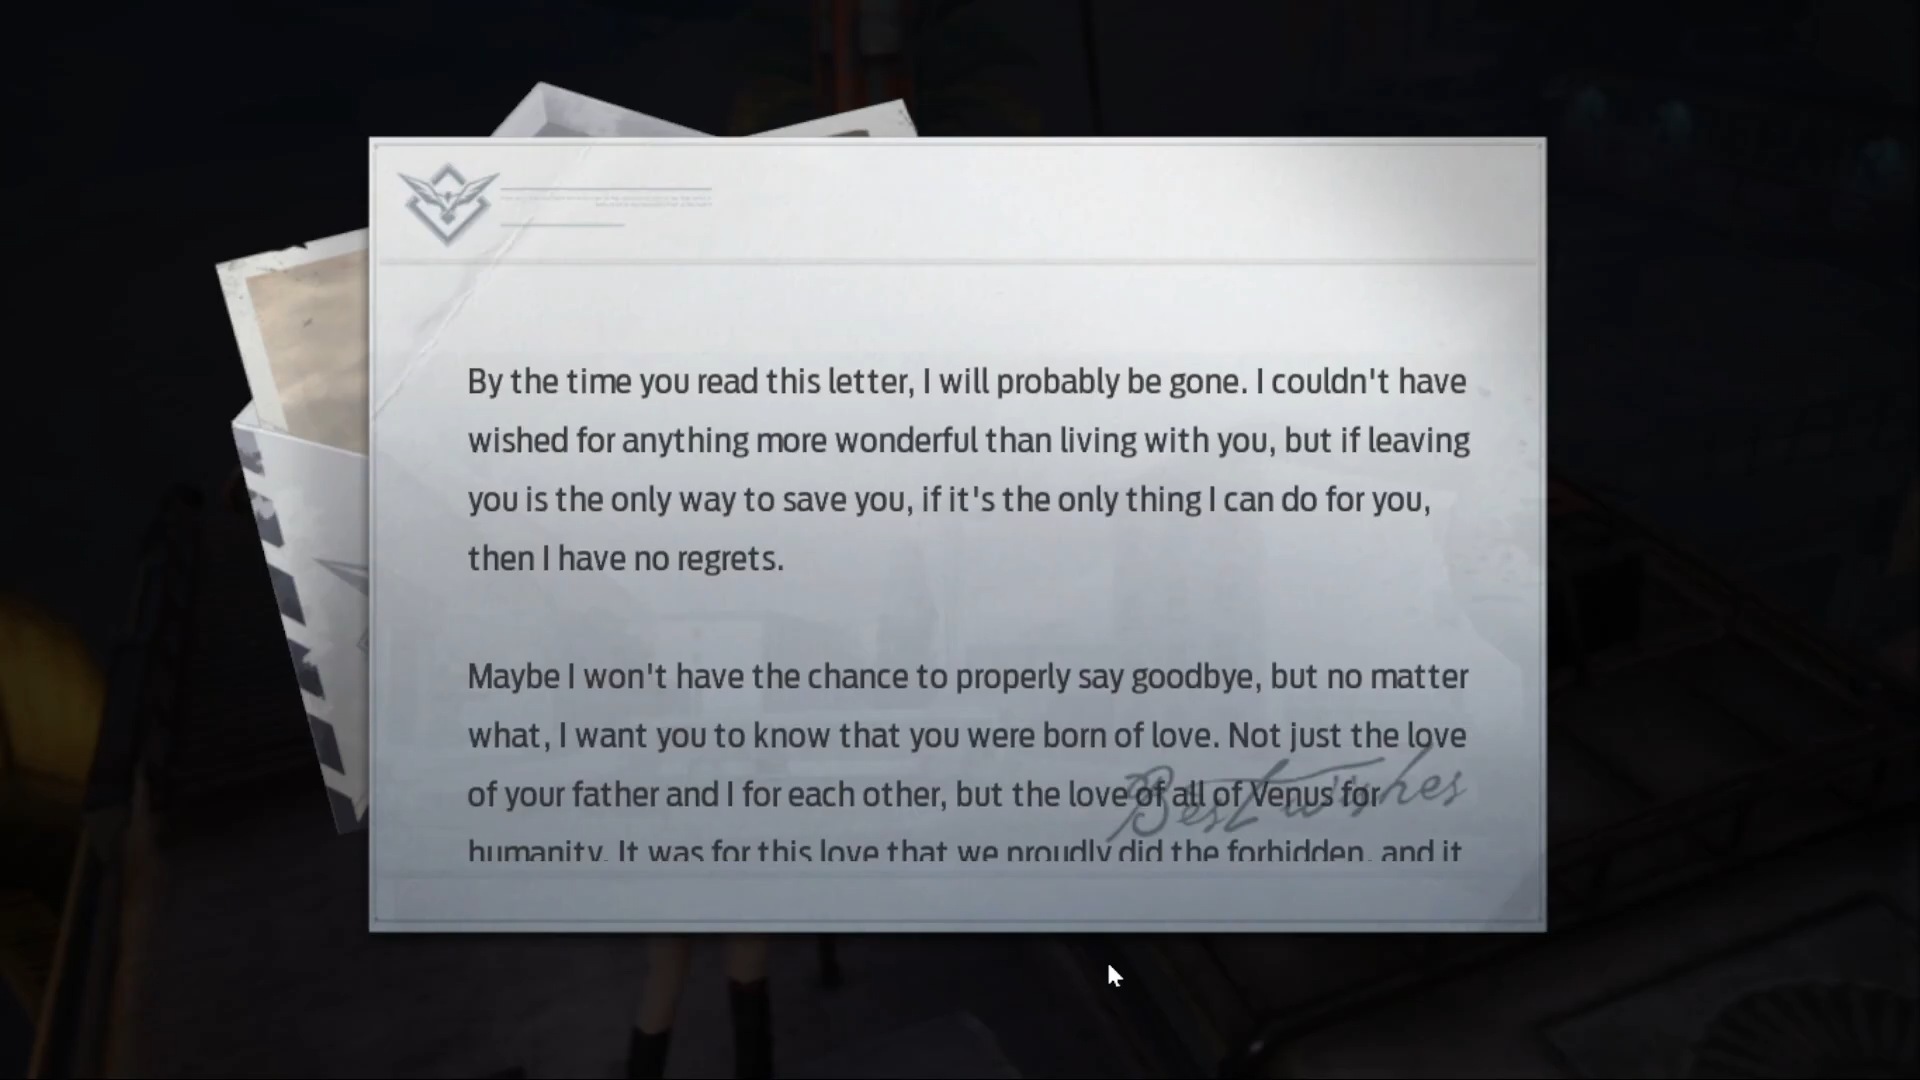 By the time you read this letter, I will probably be gone. I couldn't have
wished for anything more wonderful than living with you, but if leaving
you is the only way to save you, if it's the only thing I can do for you,
then I have no regrets.
Maybe I won't have the chance to properly say goodbye, but no matter
what, I want you to know that you were born of love. Not just the love
of your father and I for each other, but the love of all of Venus for
Best wishes
humanity. It was for this love that we proudly did the forbidden, and it